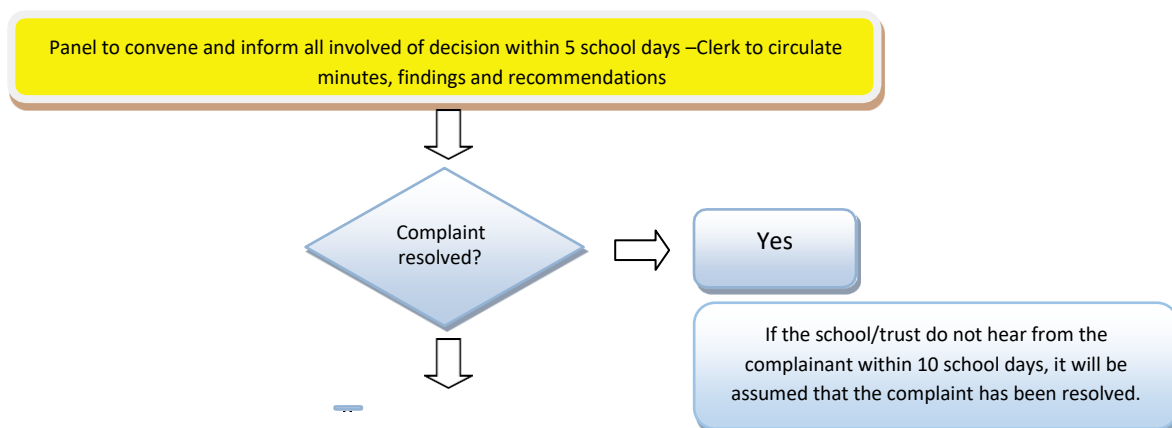 Panel to convene and inform all involved of decision within 5 school days –Clerk to circulate
minutes, findings and recommendations
Complaint
resolved?
Yes
If the school/trust do not hear from the
complainant within 10 school days, it will be
assumed that the complaint has been resolved.